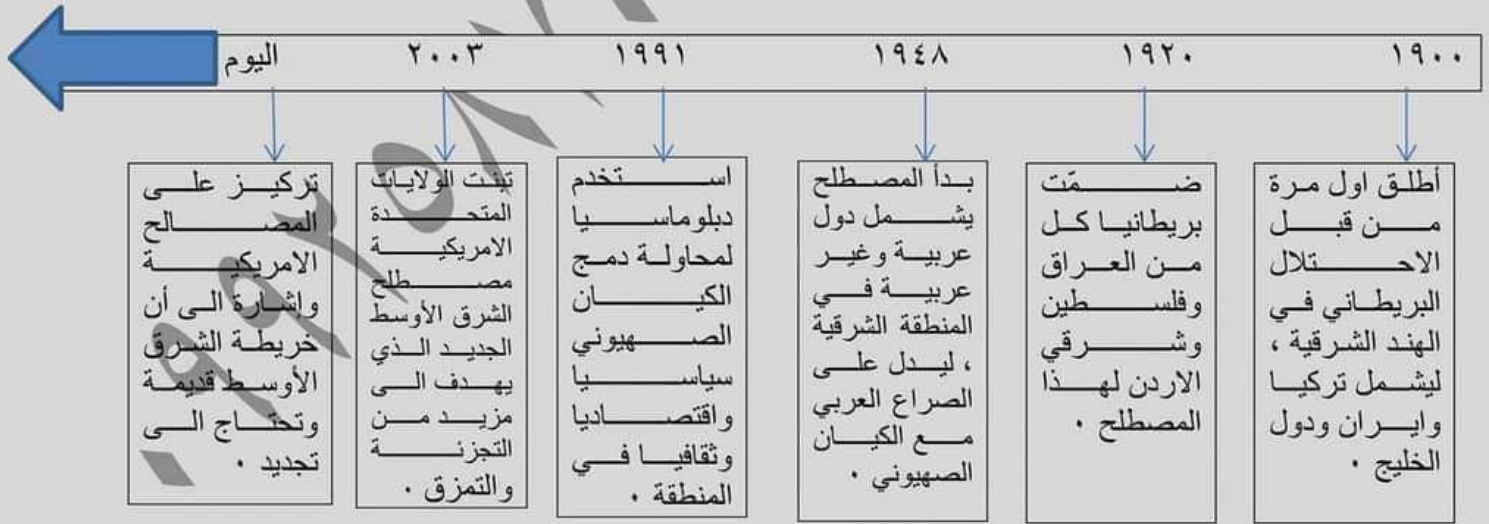 ١٩٠٠
١٩٢٠
١٩٤٨
١٩٩١
٢٠٠٣
اليوم
أطلق اول مرة
من قبل
الاحتلال
البريطاني في
الهند الشرقية ،
ليشمل تركيا
وايران ودول
الخليج ٠
ضمّت
بريطانيا كل
من العراق
وفلسطين
وشرقي
الاردن لهذا
المصطلح ٠
بدأ المصطلح
يشمل دول
عربية وغير
عربية في
المنطقة الشرقية
، ليدل على
الصراع العربي
مع الكيان
الصهيوني ٠
استخدم
دبلوماسيا
لمحاولة دمج
الكيان
الصهيوني
سياسيا
واقتصاديا
وثقافيا في
المنطقة ٠
تبنت الولايات
المتحدة
الامريكية
مصطلح
الشرق الأوسط
الجديد الذي
يهدف الى
مزيد من
التجزئة
والتمزق ٠
تركيز على
المصالح
الامريكية
واشارة الى أن
خريطة الشرق
الأوسط قديمة
وتحتاج الى
تجديد ٠